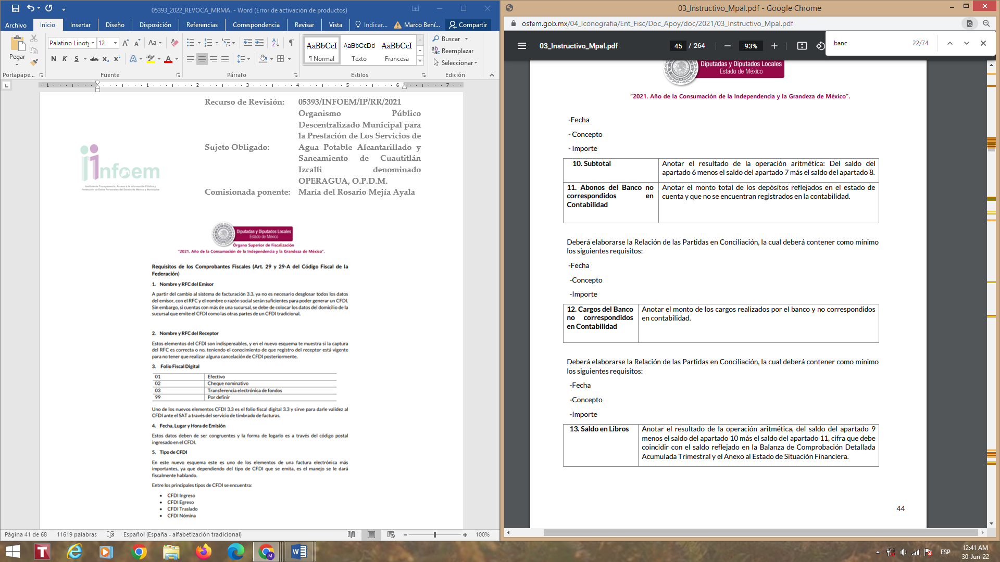 05393_2022_REVOCA_MRMA. - Word (Error de activación de productos)
Archivo
Inicio
Insertar
Diseño
Disposición
Referencias
Correspondencia
Revisar
Vista
Indicar...
Marco Bení...
Compartir
Pegar
Portapape...
Palatino Linoty
12
N K S abc x₂ x²
Fuente
Párrafo
AaBbCcI
¶ Normal
AaBbCcDd
Texto
AaBbCcI
Francesa
Estilos
Buscar
Reemplazar
Seleccionar
Edición
1 1 2 3 4 5 6 7
Recurso de Revisión: 05393/INFOEM/IP/RR/2021
Organismo Público
Descentralizado Municipal para
la Prestación de Los Servicios de
Sujeto Obligado: Agua Potable Alcantarillado y
Saneamiento de Cuautitlán
Izcalli denominado
OPERAGUA, O.P.D.M.
Comisionada ponente: María del Rosario Mejía Ayala
infoem
Instituto de Transparencia, Acceso a la Información Pública y
Protección de Datos Personales del Estado de México y Municipios
Diputadas y Diputados Locales
Estado de México
Órgano Superior de Fiscalización
"2021. Año de la Consumación de la Independencia y la Grandeza de México".
Requisitos de los Comprobantes Fiscales (Art. 29 y 29-A del Código Fiscal de la
Federación)
1. Nombre y RFC del Emisor
A partir del cambio al sistema de facturación 3.3, ya no es necesario desglosar todos los datos
del emisor, con el RFC y el nombre o razón social serán suficientes para poder generar un CFDI.
Sin embargo, si cuentas con más de una sucursal, se debe de colocar los datos del domicilio de la
sucursal que emite el CFDI como las otras partes de un CFDI tradicional.
2. Nombre y RFC del Receptor
Estos elementos del CFDI son indispensables, y en el nuevo esquema te muestra si la captura
del RFC es correcta o no, teniendo el conocimiento de que registro del receptor está vigente
para no tener que realizar alguna cancelación de CFDI posteriormente.
3. Folio Fiscal Digital
01 Efectivo
02 Cheque nominativo
03 Transferencia electrónica de fondos
99 Por definir
Uno de los nuevos elementos CFDI 3.3 es el folio fiscal digital 3.3 y sirve para darle validez al
CFDI ante el SAT a través del servicio de timbrado de facturas.
4. Fecha, Lugar y Hora de Emisión
Estos datos deben de ser congruentes y la forma de logarlo es a través del código postal
ingresado en el CFDI.
5. Tipo de CFDI
En este nuevo esquema este es uno de los elementos de una factura electrónica más
importantes, ya que dependiendo del tipo de CFDI que se emita, es el manejo se le dará
fiscalmente hablando.
Entre los principales tipos de CFDI se encuentra:
• CFDI Ingreso
• CFDI Egreso
• CFDI Traslado
• CFDI Nómina
Página 41 de 68
11619 palabras
Español (España - alfabetización tradicional)
100%
03_Instructivo_Mpal.pdf - Google Chrome
osfem.gob.mx/04_Iconografia/Ent_Fisc/Doc_Apoy/doc/2021/03_Instructivo_Mpal.pdf
03_Instructivo_Mpal.pdf
45 / 264
93%
banc
22/74
Diputadas y Diputados Locales
Estado de México
"2021. Año de la Consumación de la Independencia y la Grandeza de México".
-Fecha
- Concepto
- Importe
10. Subtotal
Anotar el resultado de la operación aritmética: Del saldo del
apartado 6 menos el saldo del apartado 7 más el saldo del apartado 8.
11. Abonos del Banco no
correspondidos en
Contabilidad
Anotar el monto total de los depósitos reflejados en el estado de
cuenta y que no se encuentran registrados en la contabilidad.
Deberá elaborarse la Relación de las Partidas en Conciliación, la cual deberá contener como mínimo
los siguientes requisitos:
-Fecha
-Concepto
-Importe
12. Cargos del Banco
no correspondidos
en Contabilidad
Anotar el monto de los cargos realizados por el banco y no correspondidos
en contabilidad.
Deberá elaborarse la Relación de las Partidas en Conciliación, la cual deberá contener como mínimo
los siguientes requisitos:
-Fecha
-Concepto
-Importe
13. Saldo en Libros
Anotar el resultado de la operación aritmética, del saldo del apartado 9
menos el saldo del apartado 10 más el saldo del apartado 11, cifra que debe
coincidir con el saldo reflejado en la Balanza de Comprobación Detallada
Acumulada Trimestral y el Anexo al Estado de Situación Financiera.
44
ESP
12:41 AM
30-Jun-22